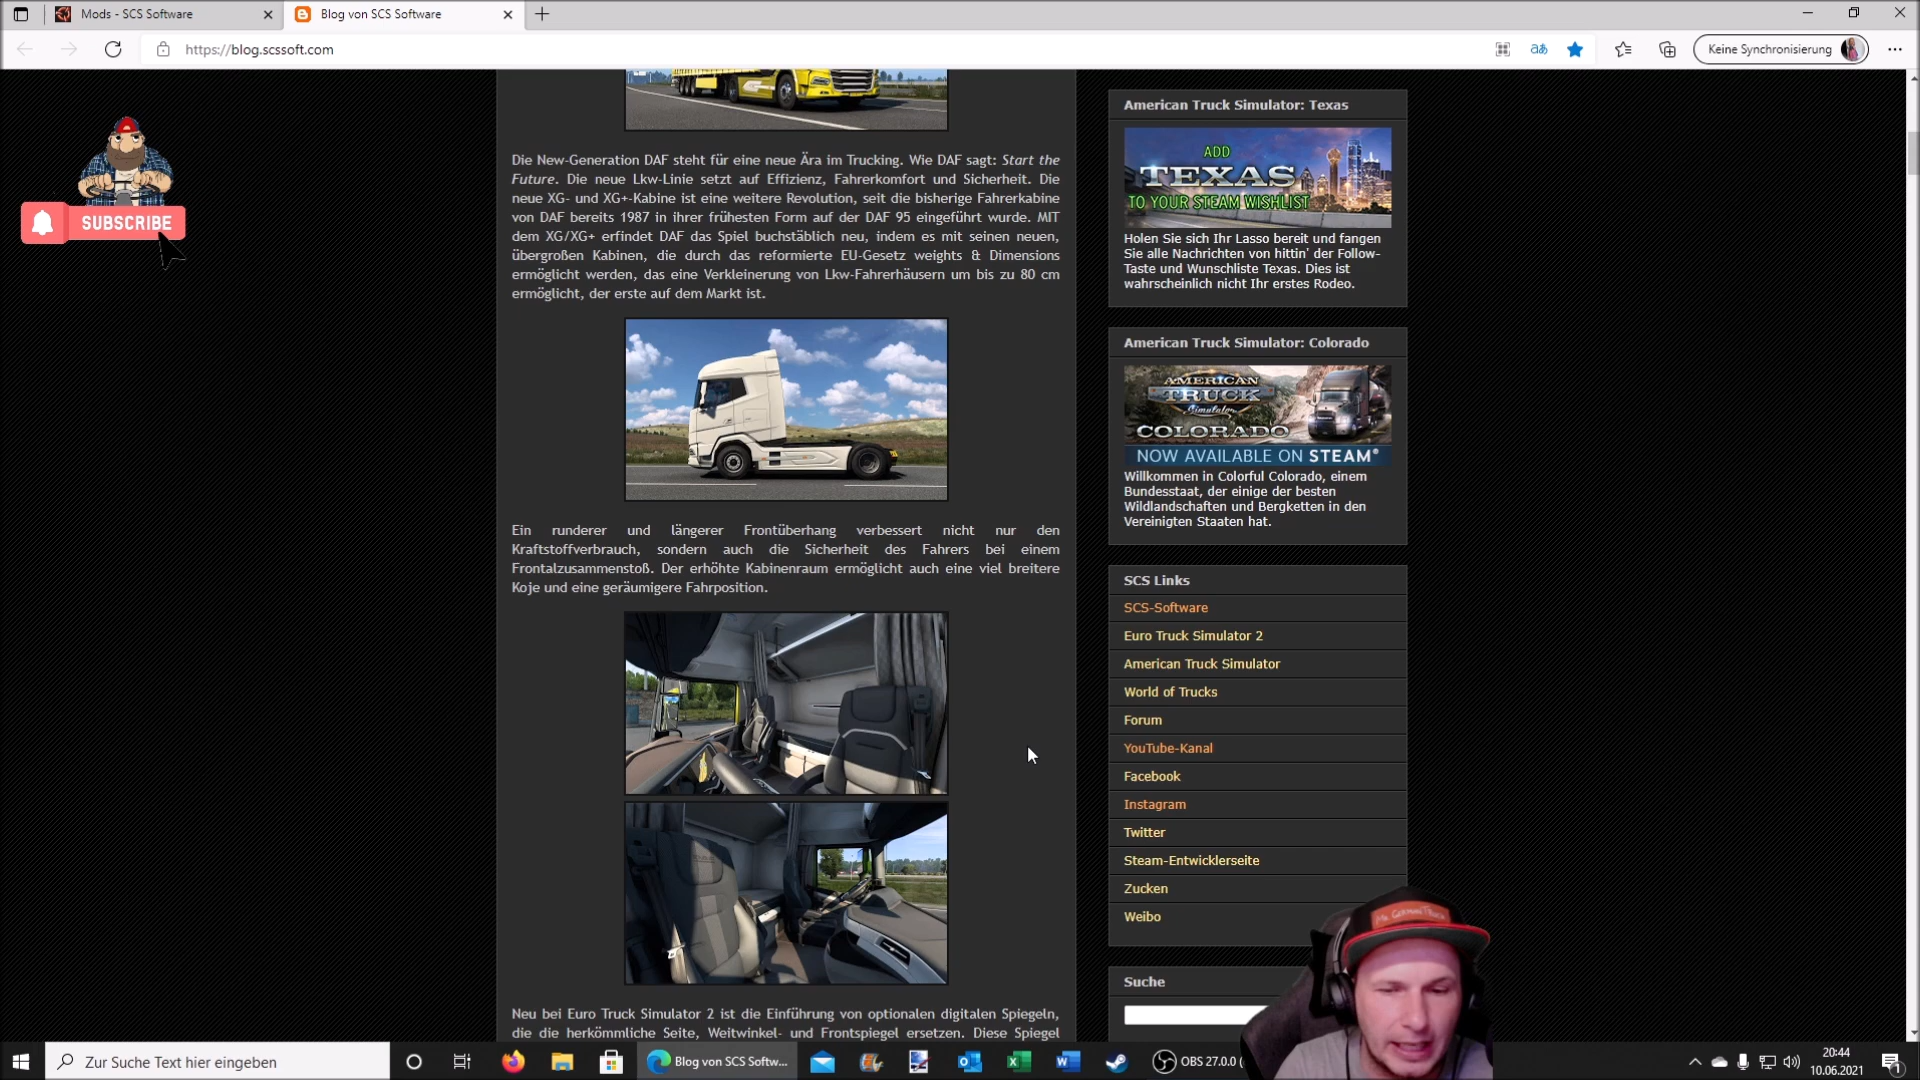 Mods - SCS Software
Blog von SCS Software
https://blog.scssoft.com
Keine Synchronisierung
SUBSCRIBE
Die New-Generation DAF steht für eine neue Ära im Trucking. Wie DAF sagt: Start the
Future. Die neue Lkw-Linie setzt auf Effizienz, Fahrerkomfort und Sicherheit. Die
neue XG- und XG+-Kabine ist eine weitere Revolution, seit die bisherige Fahrerkabine
von DAF bereits 1987 in ihrer frühesten Form auf der DAF 95 eingeführt wurde. MIT
dem XG/XG+ erfindet DAF das Spiel buchstäblich neu, indem es mit seinen neuen,
übergroßen Kabinen, die durch das reformierte EU-Gesetz weights & Dimensions
ermöglicht werden, das eine Verkleinerung von Lkw-Fahrerhäusern um bis zu 80 cm
ermöglicht, der erste auf dem Markt ist.
Ein runderer und längerer Frontüberhang verbessert nicht nur den
Kraftstoffverbrauch, sondern auch die Sicherheit des Fahrers bei einem
Frontalzusammenstoß. Der erhöhte Kabinenraum ermöglicht auch eine viel breitere
Koje und eine geräumigere Fahrposition.
Neu bei Euro Truck Simulator 2 ist die Einführung von optionalen digitalen Spiegeln,
die die herkömmliche Seite, Weitwinkel- und Frontspiegel ersetzen. Diese Spiegel
American Truck Simulator: Texas
ADD
TEXAS
TO YOUR STEAM WISHLIST
Holen Sie sich Ihr Lasso bereit und fangen
Sie alle Nachrichten von hittin' der Follow-
Taste und Wunschliste Texas. Dies ist
wahrscheinlich nicht Ihr erstes Rodeo.
American Truck Simulator: Colorado
AMERICAN
TRUCK
Simulator
COLORADO
NOW AVAILABLE ON STEAM
Willkommen in Colorful Colorado, einem
Bundesstaat, der einige der besten
Wildlandschaften und Bergketten in den
Vereinigten Staaten hat.
SCS Links
SCS-Software
Euro Truck Simulator 2
American Truck Simulator
World of Trucks
Forum
YouTube-Kanal
Facebook
Instagram
Twitter
Steam-Entwicklerseite
Zucken
Weibo
Suche
Mr GermanTruck
Zur Suche Text hier eingeben
Blog von SCS Softw...
OBS 27.0.0 (
20:44
10.06.2021
1